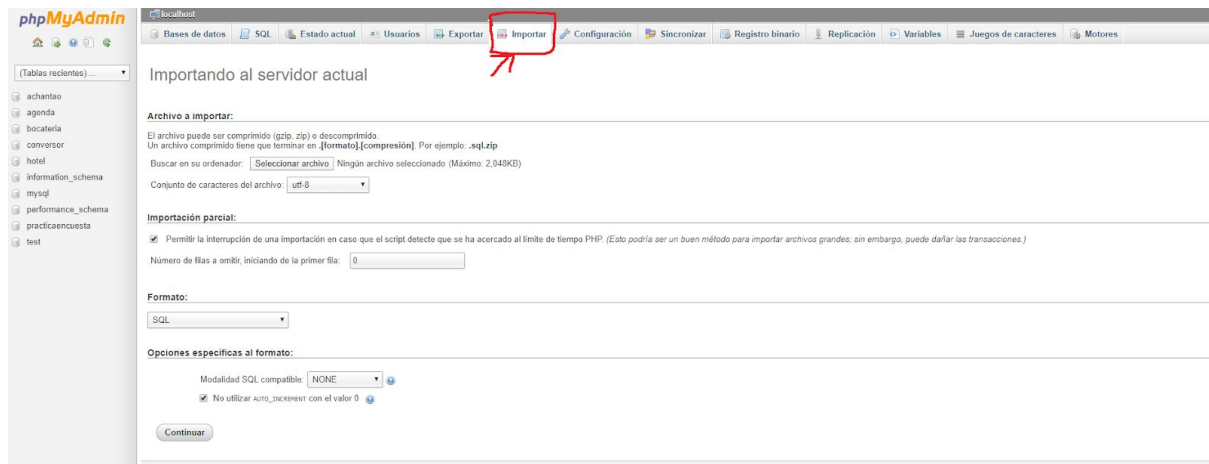 phpMyAdmin
localhost
Bases de datos SQL Estado actual Usuarios Exportar Importar Configuración Sincronizar Registro binario Replicación Variables Juegos de caracteres Motores
(Tablas recientes) ...
achantao
agenda
bocateria
conversor
hotel
information_schema
mysql
performance_schema
practicaencuesta
test
Importando al servidor actual
Archivo a importar:
El archivo puede ser comprimido (gzip, zip) o descomprimido.
Un archivo comprimido tiene que terminar en .[formato].[compresión]. Por ejemplo: .sql.zip
Buscar en su ordenador: Seleccionar archivo Ningún archivo seleccionado (Máximo: 2,048KB)
Conjunto de caracteres del archivo: utf-8
Importación parcial:
Permitir la interrupción de una importación en caso que el script detecte que se ha acercado al límite de tiempo PHP. (Esto podría ser un buen método para importar archivos grandes; sin embargo, puede dañar las transacciones.)
Número de filas a omitir, iniciando de la primer fila: 0
Formato:
SQL
Opciones específicas al formato:
Modalidad SQL compatible: NONE
No utilizar AUTO_INCREMENT con el valor 0
Continuar